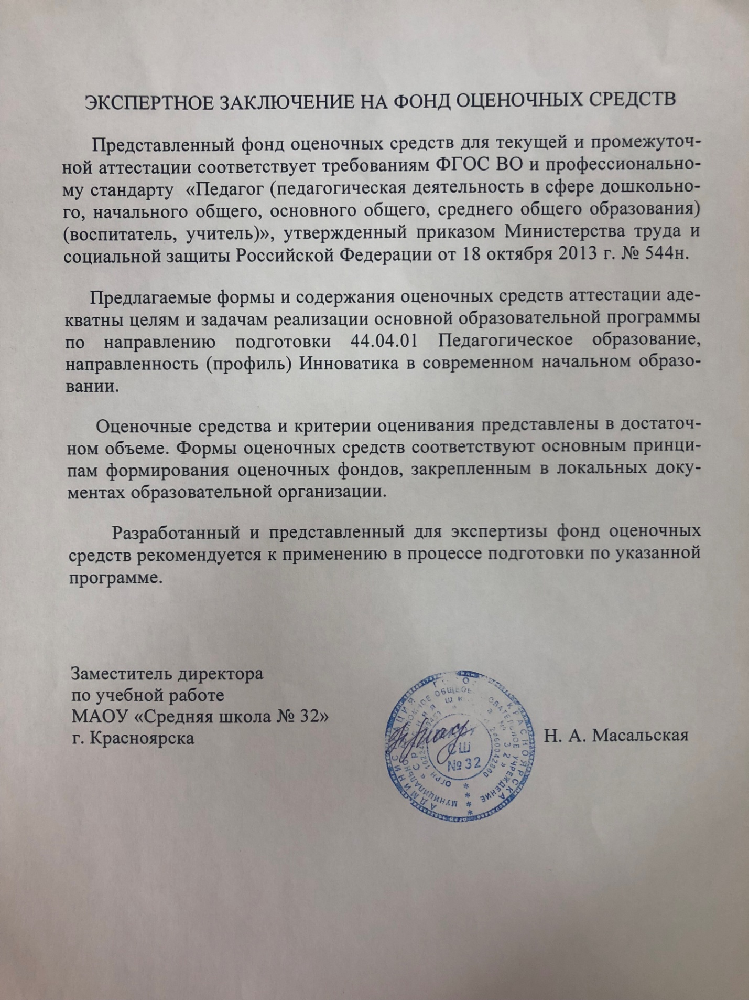 ЭКСПЕРТНОЕ ЗАКЛЮЧЕНИЕ НА ФОНД ОЦЕНОЧНЫХ СРЕДСТВ
Представленный фонд оценочных средств для текущей и промежуточ-
ной аттестации соответствует требованиям ФГОС ВО и профессионально-
му стандарту «Педагог (педагогическая деятельность в сфере дошкольно-
го, начального общего, основного общего, среднего общего образования)
(воспитатель, учитель)», утвержденный приказом Министерства труда и
социальной защиты Российской Федерации от 18 октября 2013 г. № 544н.
Предлагаемые формы и содержания оценочных средств аттестации аде-
кватны целям и задачам реализации основной образовательной программы
по направлению подготовки 44.04.01 Педагогическое образование,
направленность (профиль) Инноватика в современном начальном образо-
вании.
Оценочные средства и критерии оценивания представлены в достаточ-
ном объеме. Формы оценочных средств соответствуют основным принци-
пам формирования оценочных фондов, закрепленным в локальных доку-
ментах образовательной организации.
Разработанный и представленный для экспертизы фонд оценочных
средств рекомендуется к применению в процессе подготовки по указанной
программе.
Заместитель директора
по учебной работе
МАОУ «Средняя школа № 32»
г. Красноярска
Н. А. Масальская
КРАСНОЯРСКА
УЧРЕЖДЕНИЕ
2460042860
ОГРН
СШ
№32